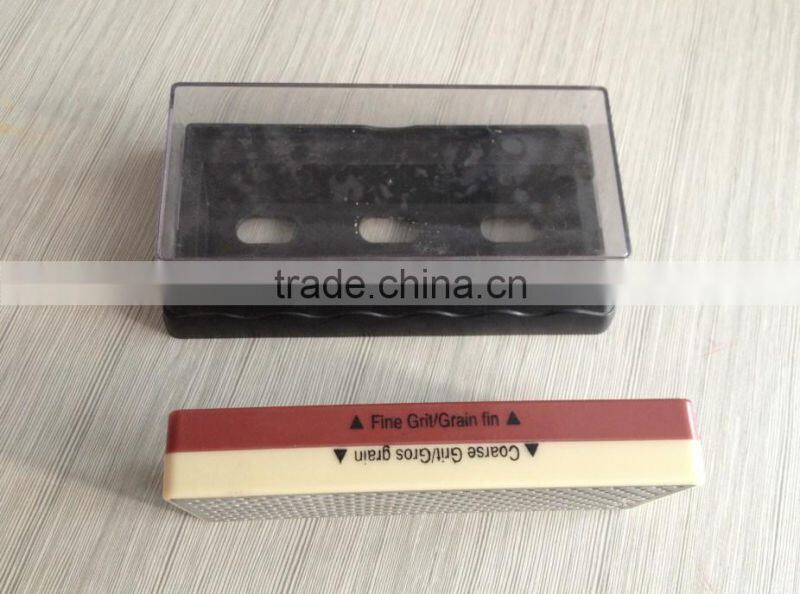 trade.china.cn
▲ Fine Grit/Grain fin ▲
▲ Coarse Grit/Gros grain ▲